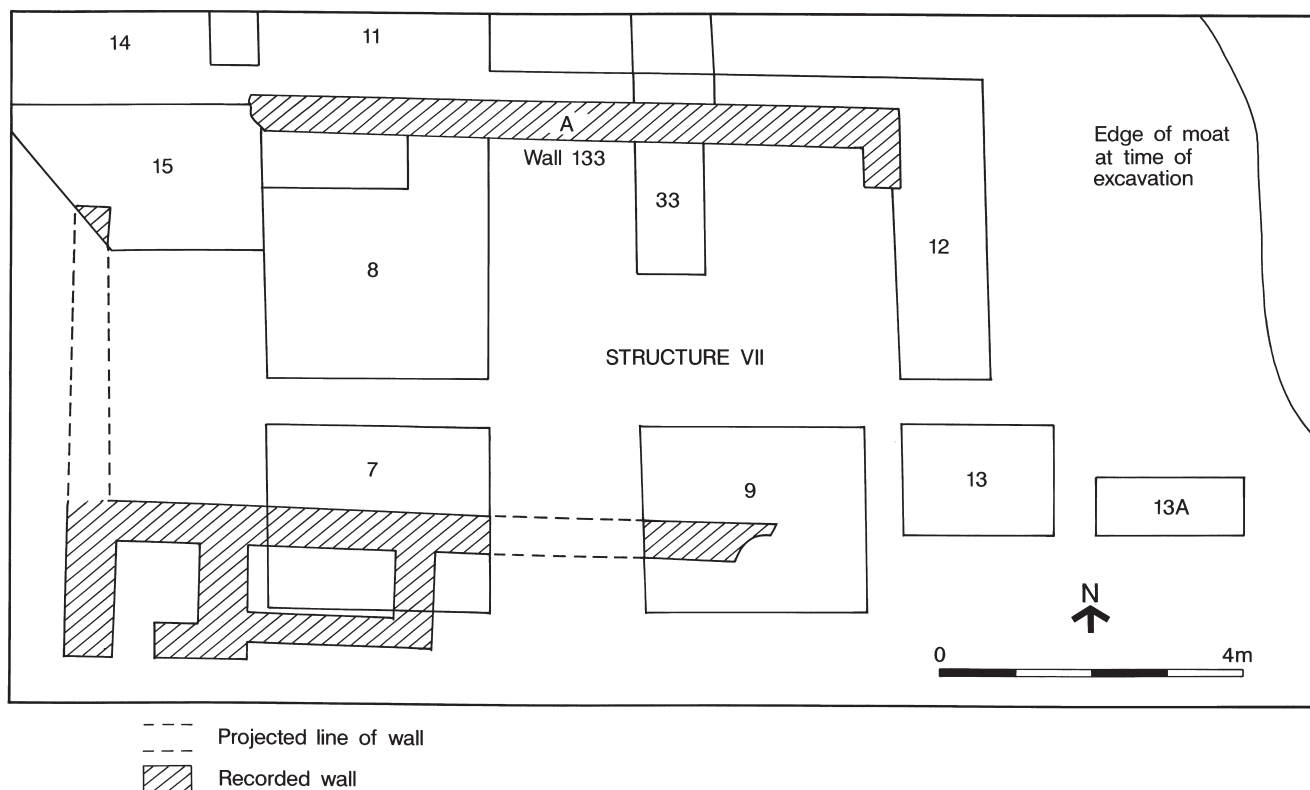 14
11
A
Wall 133
Edge of moat
at time of
excavation
15
33
12
8
STRUCTURE VII
7
9
13
13A
N
0
4m
Projected line of wall
Recorded wall